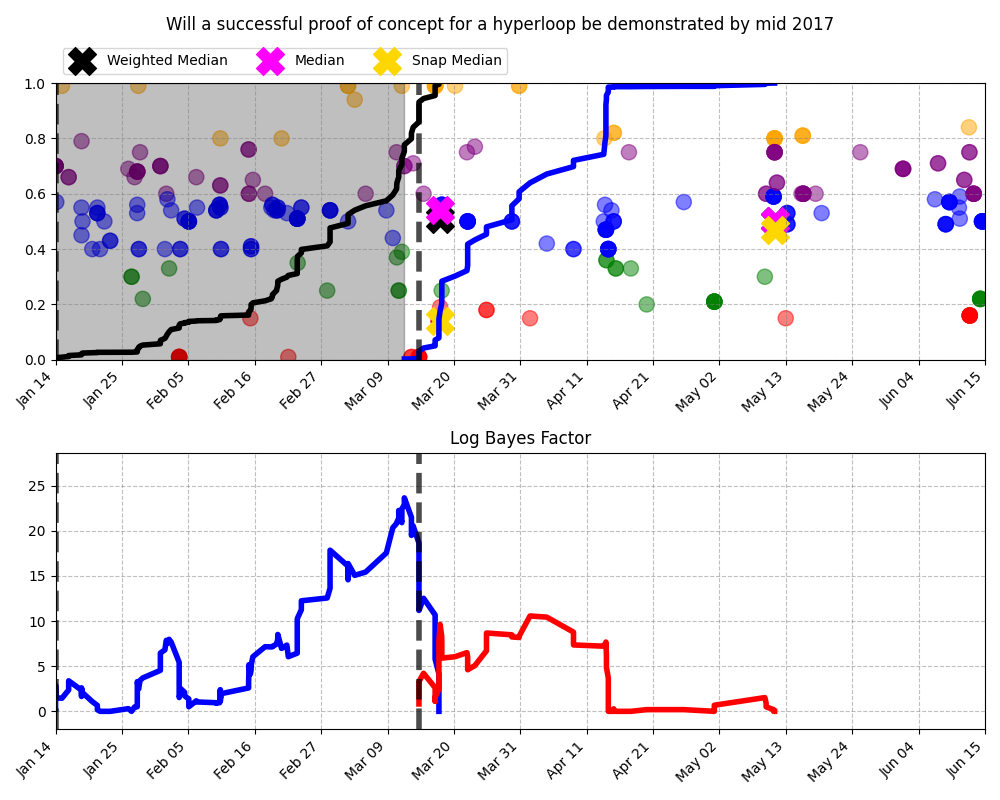 Will a successful proof of concept for a hyperloop be demonstrated by mid 2017
Weighted Median Median Snap Median
1.0
0.8
0.6
0.4
0.2
0.0
Jan 14 Jan 25 Feb 05 Feb 16 Feb 27 Mar 09 Mar 20 Mar 31 Apr 11 Apr 21 May 02 May 13 May 24 Jun 04 Jun 15
Log Bayes Factor
25
20
15
10
5
0
Jan 14 Jan 25 Feb 05 Feb 16 Feb 27 Mar 09 Mar 20 Mar 31 Apr 11 Apr 21 May 02 May 13 May 24 Jun 04 Jun 15